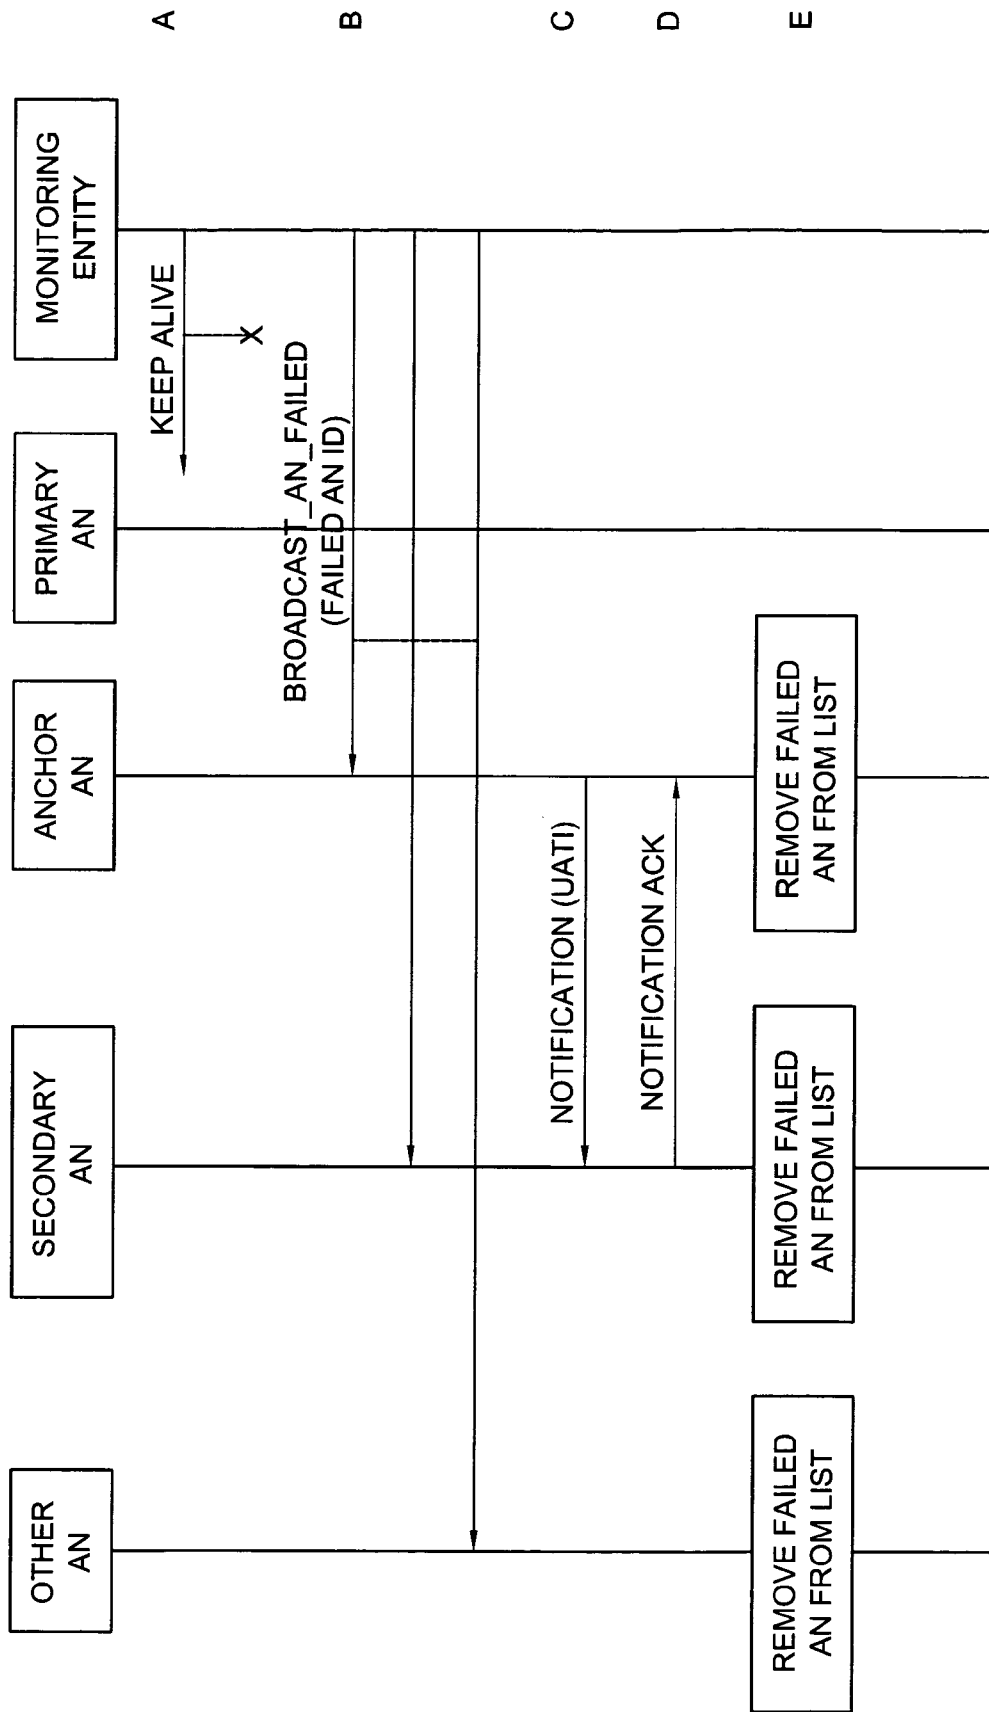 OTHER
AN
SECONDARY
AN
ANCHOR
AN
PRIMARY
AN
MONITORING
ENTITY
KEEP ALIVE
X
A
BROADCAST_AN_FAILED
(FAILED AN ID)
B
NOTIFICATION (UATI)
C
NOTIFICATION ACK
D
REMOVE FAILED
AN FROM LIST
REMOVE FAILED
AN FROM LIST
REMOVE FAILED
AN FROM LIST
E